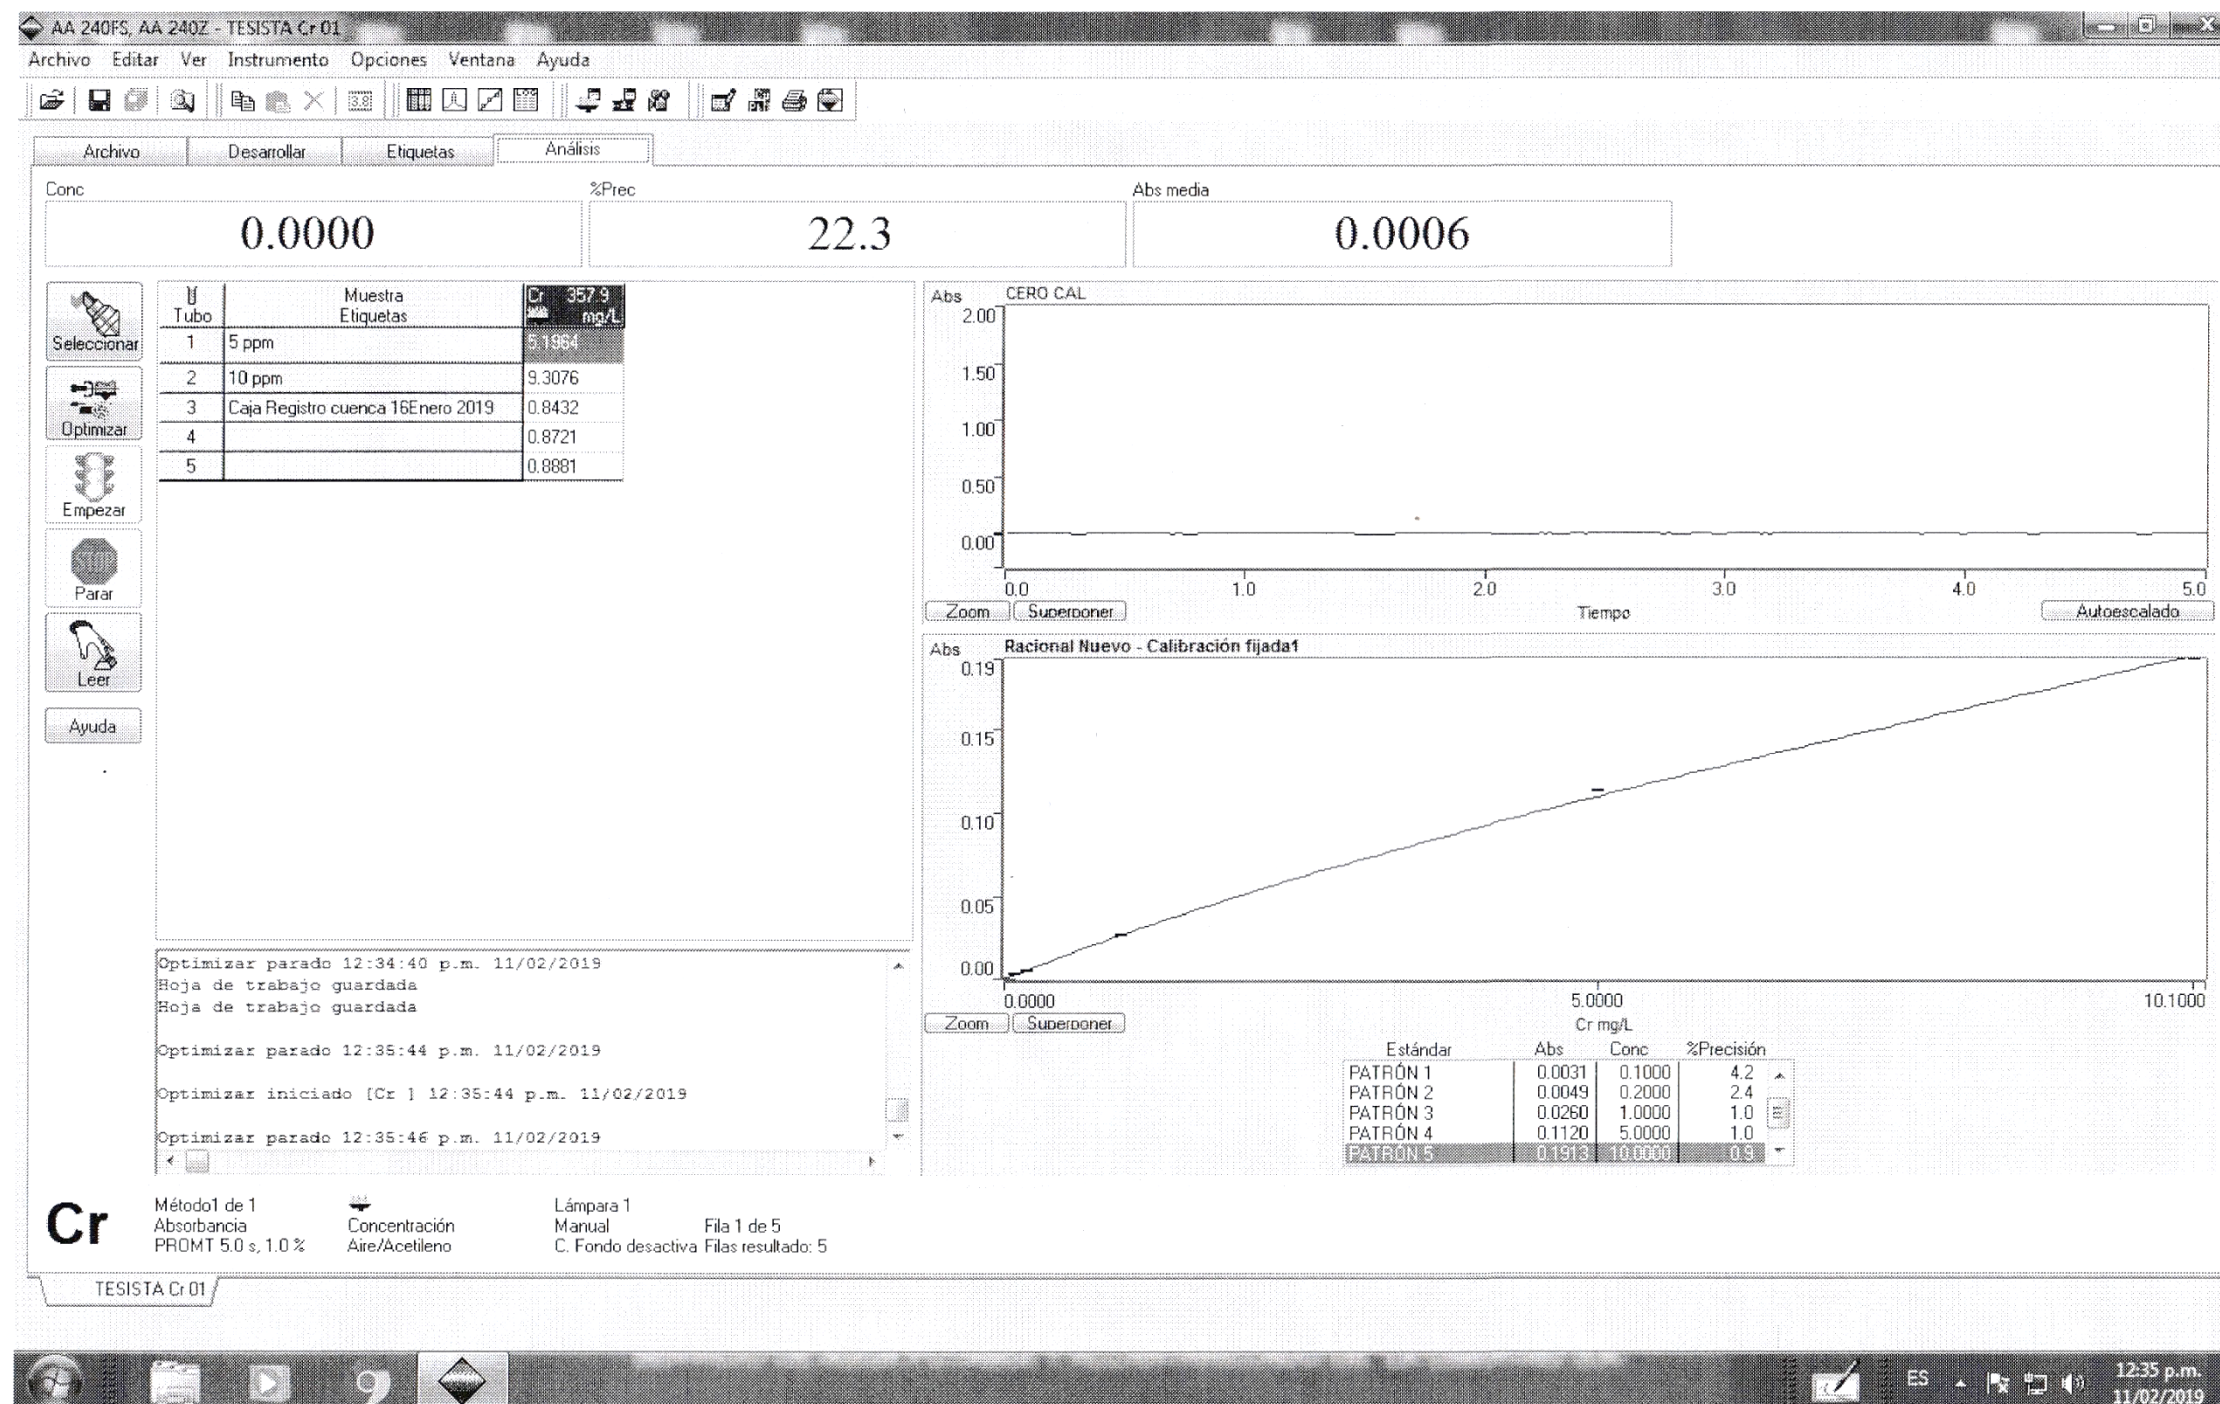 AA 240FS, AA 240Z - TESISTA Cr 01
Archivo Editar Ver Instrumento Opciones Ventana Ayuda
Archivo Desarrollar Etiquetas Análisis
Conc %Prec Abs media
0.0000 22.3 0.0006
Seleccionar
Optimizar
Empezar
Parar
Leer
Ayuda
Tubo Muestra Etiquetas Cr 357.9 mg/L
1 5 ppm 5.1964
2 10 ppm 9.3076
3 Caja Registro cuenca 16Enero 2019 0.8432
4 0.8721
5 0.8881
Abs CERO CAL
2.00
1.50
1.00
0.50
0.00
0.0 1.0 2.0 3.0 4.0 5.0
Zoom Superponer Tiempo Autoescalado
Abs Racional Nuevo - Calibración fijada1
0.19
0.15
0.10
0.05
0.00
0.0000 5.0000 10.1000
Zoom Superponer Cr mg/L
Estándar Abs Conc %Precisión
PATRÓN 1 0.0031 0.1000 4.2
PATRÓN 2 0.0049 0.2000 2.4
PATRÓN 3 0.0260 1.0000 1.0
PATRÓN 4 0.1120 5.0000 1.0
PATRÓN 5 0.1913 10.0000 0.9
Optimizar parado 12:34:40 p.m. 11/02/2019
Hoja de trabajo guardada
Hoja de trabajo guardada
Optimizar parado 12:35:44 p.m. 11/02/2019
Optimizar iniciado [Cr ] 12:35:44 p.m. 11/02/2019
Optimizar parado 12:35:46 p.m. 11/02/2019
Cr
Método1 de 1 Lámpara 1
Absorbancia Concentración Manual Fila 1 de 5
PROMT 5.0 s, 1.0 % Aire/Acetileno C. Fondo desactiva Filas resultado: 5
TESISTA Cr 01
ES
12:35 p.m.
11/02/2019